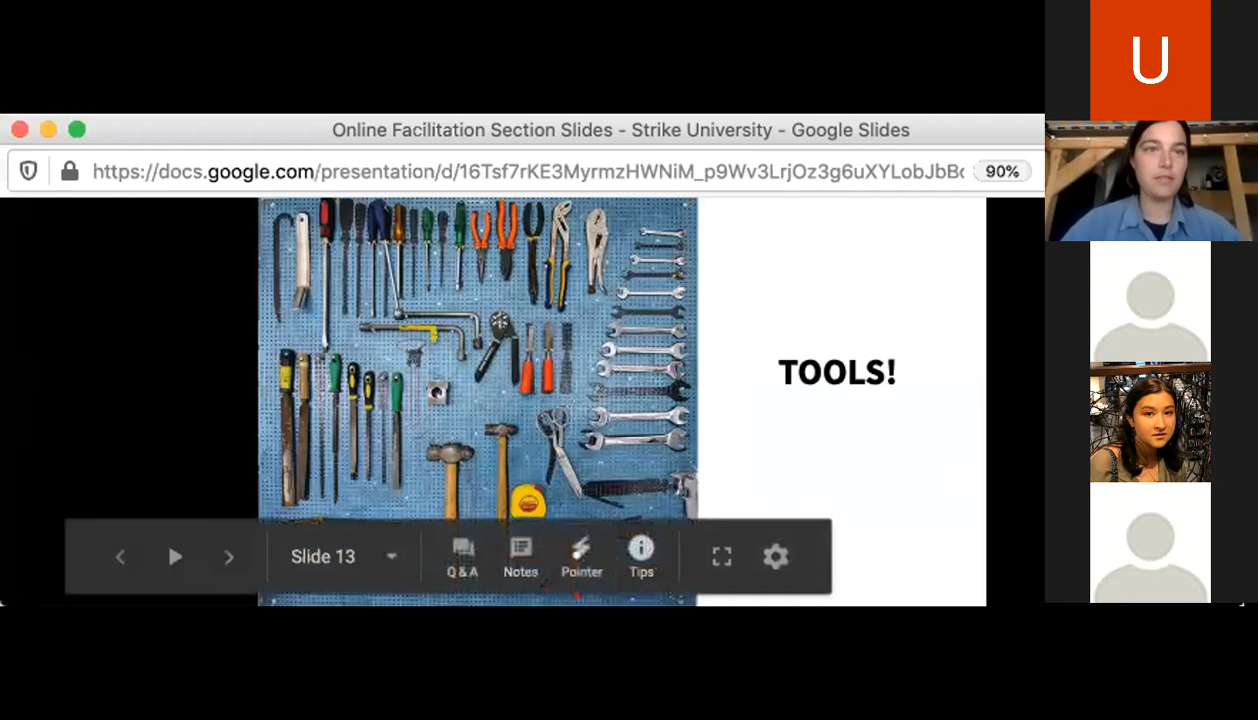 U
Online Facilitation Section Slides - Strike University - Google Slides
https://docs.google.com/presentation/d/16Tsf7rKE3MyrmzHWNiM_p9Wv3LrjOz3g6uXYLobJbBc
90%
TOOLS!
Slide 13
Q & A
Notes
Pointer
Tips